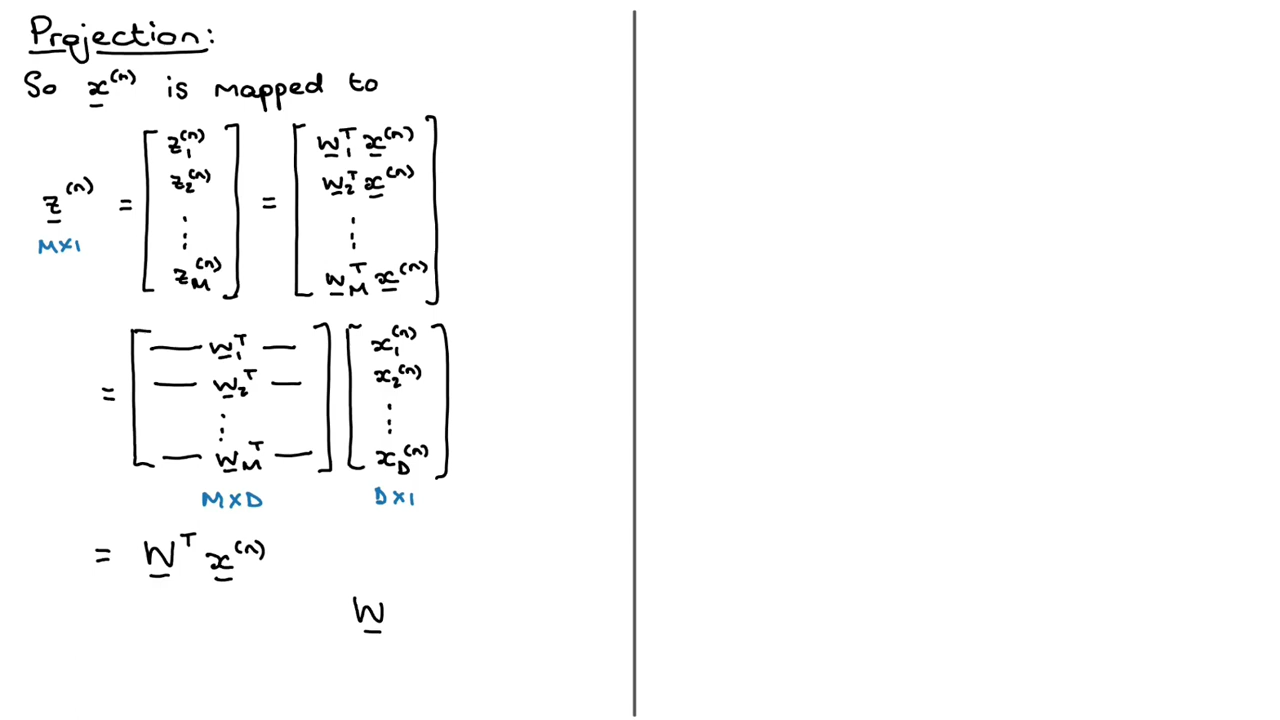 Projection:
So x^(n) is mapped to
z^(n) = [ z_1^(n) z_2^(n) ⋮ z_M^(n) ] = [ w_1^T x^(n) w_2^T x^(n) ⋮ w_M^T x^(n) ]
M×1
= [ — w_1^T — — w_2^T — ⋮ — w_M^T — ] [ x_1^(n) x_2^(n) ⋮ x_D^(n) ]
M×D D×1
= W^T x^(n)
W